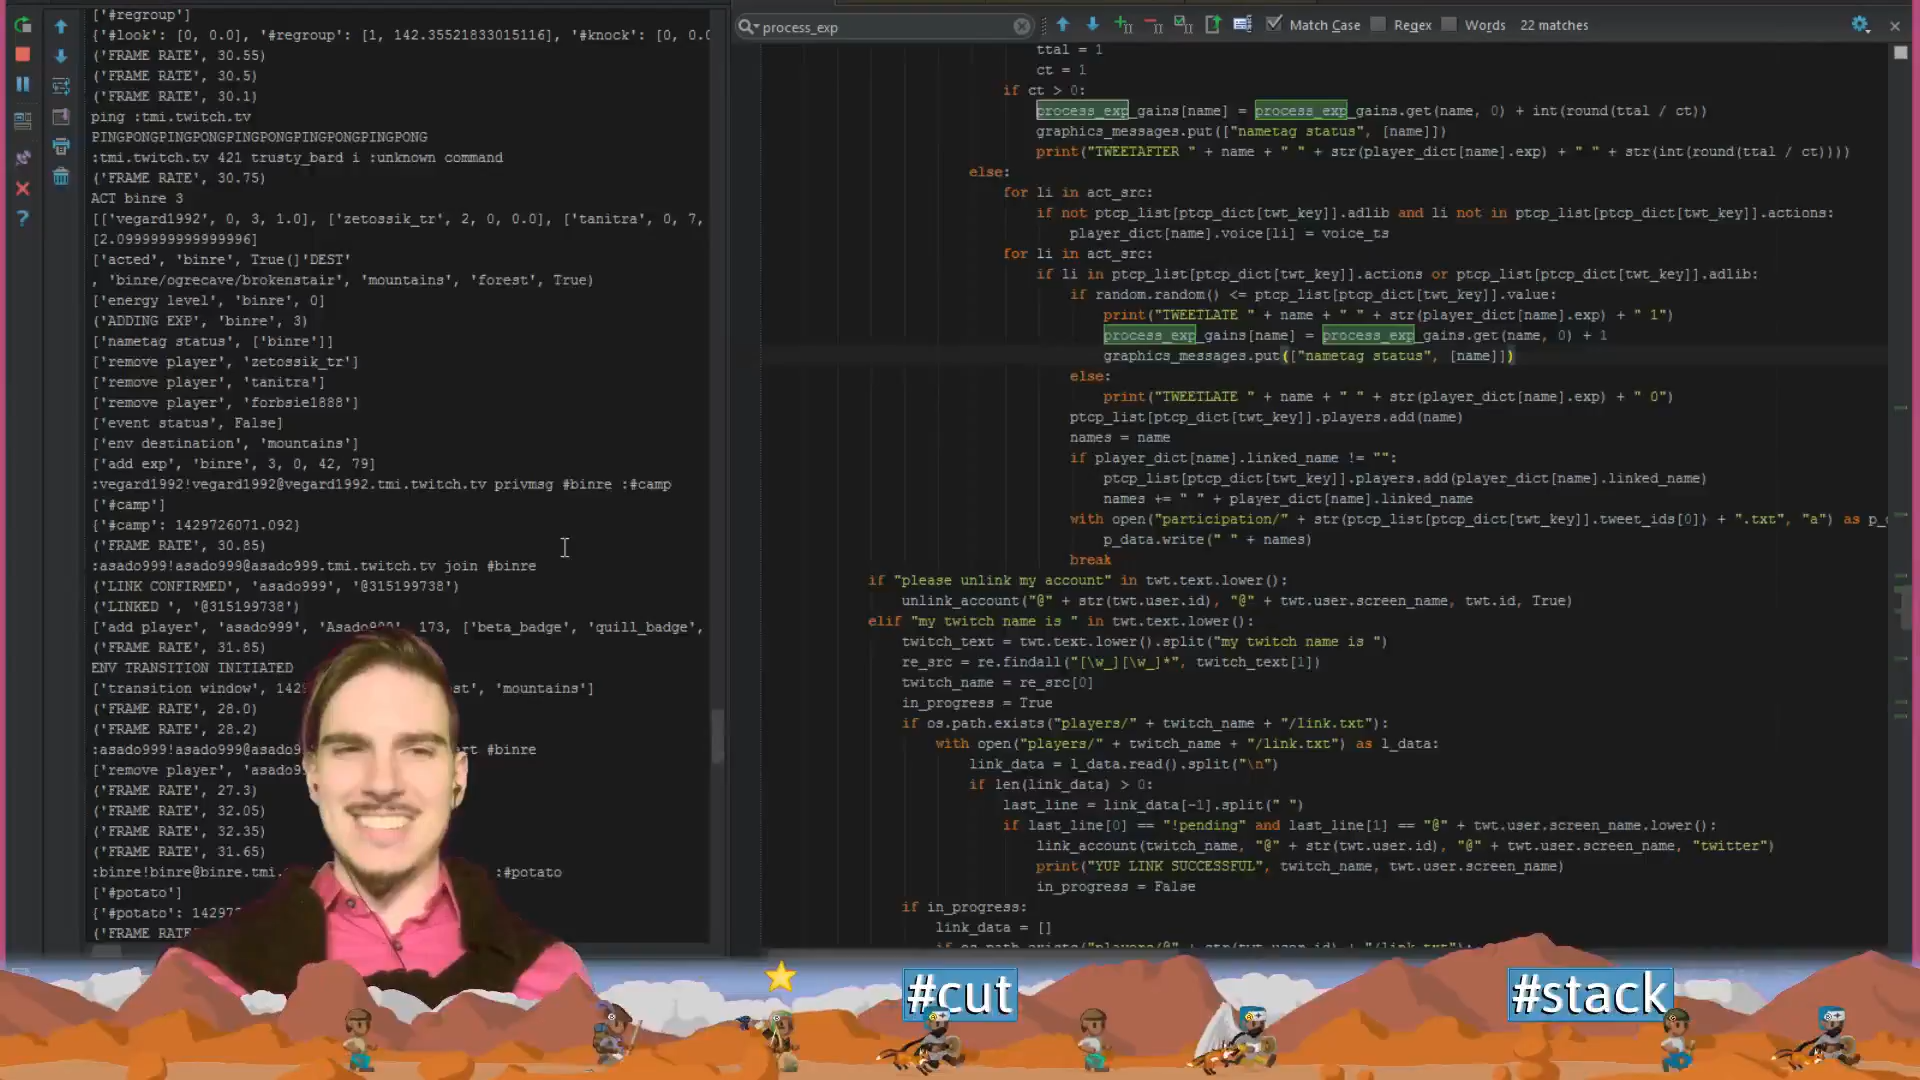 ['#regroup']
{'#look': [0, 0.0], '#regroup': [1, 142.35521833015116], '#knock': [0, 0.0
('FRAME RATE', 30.55)
('FRAME RATE', 30.5)
('FRAME RATE', 30.1)
ping :tmi.twitch.tv
PINGPONGPINGPONGPINGPONGPINGPONGPINGPONG
:tmi.twitch.tv 421 trusty_bard i :unknown command
('FRAME RATE', 30.75)
ACT binre 3
[['vegard1992', 0, 3, 1.0], ['zetossik_tr', 2, 0, 0.0], ['tanitra', 0, 7,
[2.0999999999999996]
['acted', 'binre', True(]'DEST'
, 'binre/ogrecave/brokenstair', 'mountains', 'forest', True)
['energy level', 'binre', 0]
('ADDING EXP', 'binre', 3)
['nametag status', ['binre']]
['remove player', 'zetossik_tr']
['remove player', 'tanitra']
['remove player', 'forbsie1888']
['event status', False]
['env destination', 'mountains']
['add exp', 'binre', 3, 0, 42, 79]
:vegard1992!vegard1992@vegard1992.tmi.twitch.tv privmsg #binre :#camp
['#camp']
{'#camp': 1429726071.092}
('FRAME RATE', 30.85)
:asado999!asado999@asado999.tmi.twitch.tv join #binre
('LINK CONFIRMED', 'asado999', '@315199738')
('LINKED ', '@315199738')
['add player', 'asado999', 'Asado999', 173, ['beta_badge', 'quill_badge',
('FRAME RATE', 31.85)
ENV TRANSITION INITIATED
['transition window', 142 st', 'mountains']
('FRAME RATE', 28.0)
('FRAME RATE', 28.2)
:asado999!asado999@asado rt #binre
['remove player', 'asado9
('FRAME RATE', 27.3)
('FRAME RATE', 32.05)
('FRAME RATE', 32.35)
('FRAME RATE', 31.65)
:binre!binre@binre.tmi. :#potato
['#potato']
{'#potato': 14297
('FRAME RATE
process_exp
Match Case
Regex
Words
22 matches
ttal = 1
ct = 1
if ct > 0:
process_exp_gains[name] = process_exp_gains.get(name, 0) + int(round(ttal / ct))
graphics_messages.put(["nametag status", [name]])
print("TWEETAFTER " + name + " " + str(player_dict[name].exp) + " " + str(int(round(ttal / ct))))
else:
for li in act_src:
if not ptcp_list[ptcp_dict[twt_key]].adlib and li not in ptcp_list[ptcp_dict[twt_key]].actions:
player_dict[name].voice[li] = voice_ts
for li in act_src:
if li in ptcp_list[ptcp_dict[twt_key]].actions or ptcp_list[ptcp_dict[twt_key]].adlib:
if random.random() <= ptcp_list[ptcp_dict[twt_key]].value:
print("TWEETLATE " + name + " " + str(player_dict[name].exp) + " 1")
process_exp_gains[name] = process_exp_gains.get(name, 0) + 1
graphics_messages.put(["nametag status", [name]])
else:
print("TWEETLATE " + name + " " + str(player_dict[name].exp) + " 0")
ptcp_list[ptcp_dict[twt_key]].players.add(name)
names = name
if player_dict[name].linked_name != "":
ptcp_list[ptcp_dict[twt_key]].players.add(player_dict[name].linked_name)
names += " " + player_dict[name].linked_name
with open("participation/" + str(ptcp_list[ptcp_dict[twt_key]].tweet_ids[0]) + ".txt", "a") as p_d
p_data.write(" " + names)
break
if "please unlink my account" in twt.text.lower():
unlink_account("@" + str(twt.user.id), "@" + twt.user.screen_name, twt.id, True)
elif "my twitch name is " in twt.text.lower():
twitch_text = twt.text.lower().split("my twitch name is ")
re_src = re.findall("[\w_][\w_]*", twitch_text[1])
twitch_name = re_src[0]
in_progress = True
if os.path.exists("players/" + twitch_name + "/link.txt"):
with open("players/" + twitch_name + "/link.txt") as l_data:
link_data = l_data.read().split("\n")
if len(link_data) > 0:
last_line = link_data[-1].split(" ")
if last_line[0] == "!pending" and last_line[1] == "@" + twt.user.screen_name.lower():
link_account(twitch_name, "@" + str(twt.user.id), "@" + twt.user.screen_name, "twitter")
print("YUP LINK SUCCESSFUL", twitch_name, twt.user.screen_name)
in_progress = False
if in_progress:
link_data = []
if os.path.exists("players/@" + str(twt.user.id) + "/link.txt"):
#cut
#stack